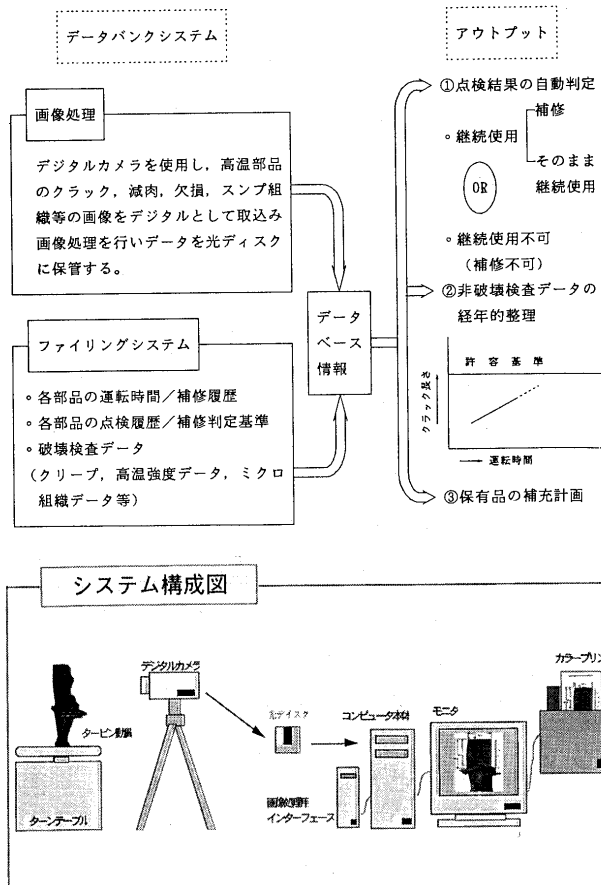 データバンクシステム
アウトプット
画像処理
デジタルカメラを使用し，高温部品
のクラック，減肉，欠損，スンプ組
織等の画像をデジタルとして取込み
画像処理を行いデータを光ディスク
に保管する。
ファイリングシステム
◦各部品の運転時間／補修履歴
◦各部品の点検履歴／補修判定基準
◦破壊検査データ
（クリープ，高温強度データ，ミクロ
組織データ等）
データ
ベース
情報
①点検結果の自動判定
補修
◦継続使用
そのまま
継続使用
OR
◦継続使用不可
（補修不可）
②非破壊検査データの
経年的整理
許容基準
クラック長さ
運転時間
③保有品の補充計画
システム構成図
タービン動翼
ターンテーブル
デジタルカメラ
光ディスク
コンピュータ本体
画像処理用
インターフェース
モニタ
カラープリン